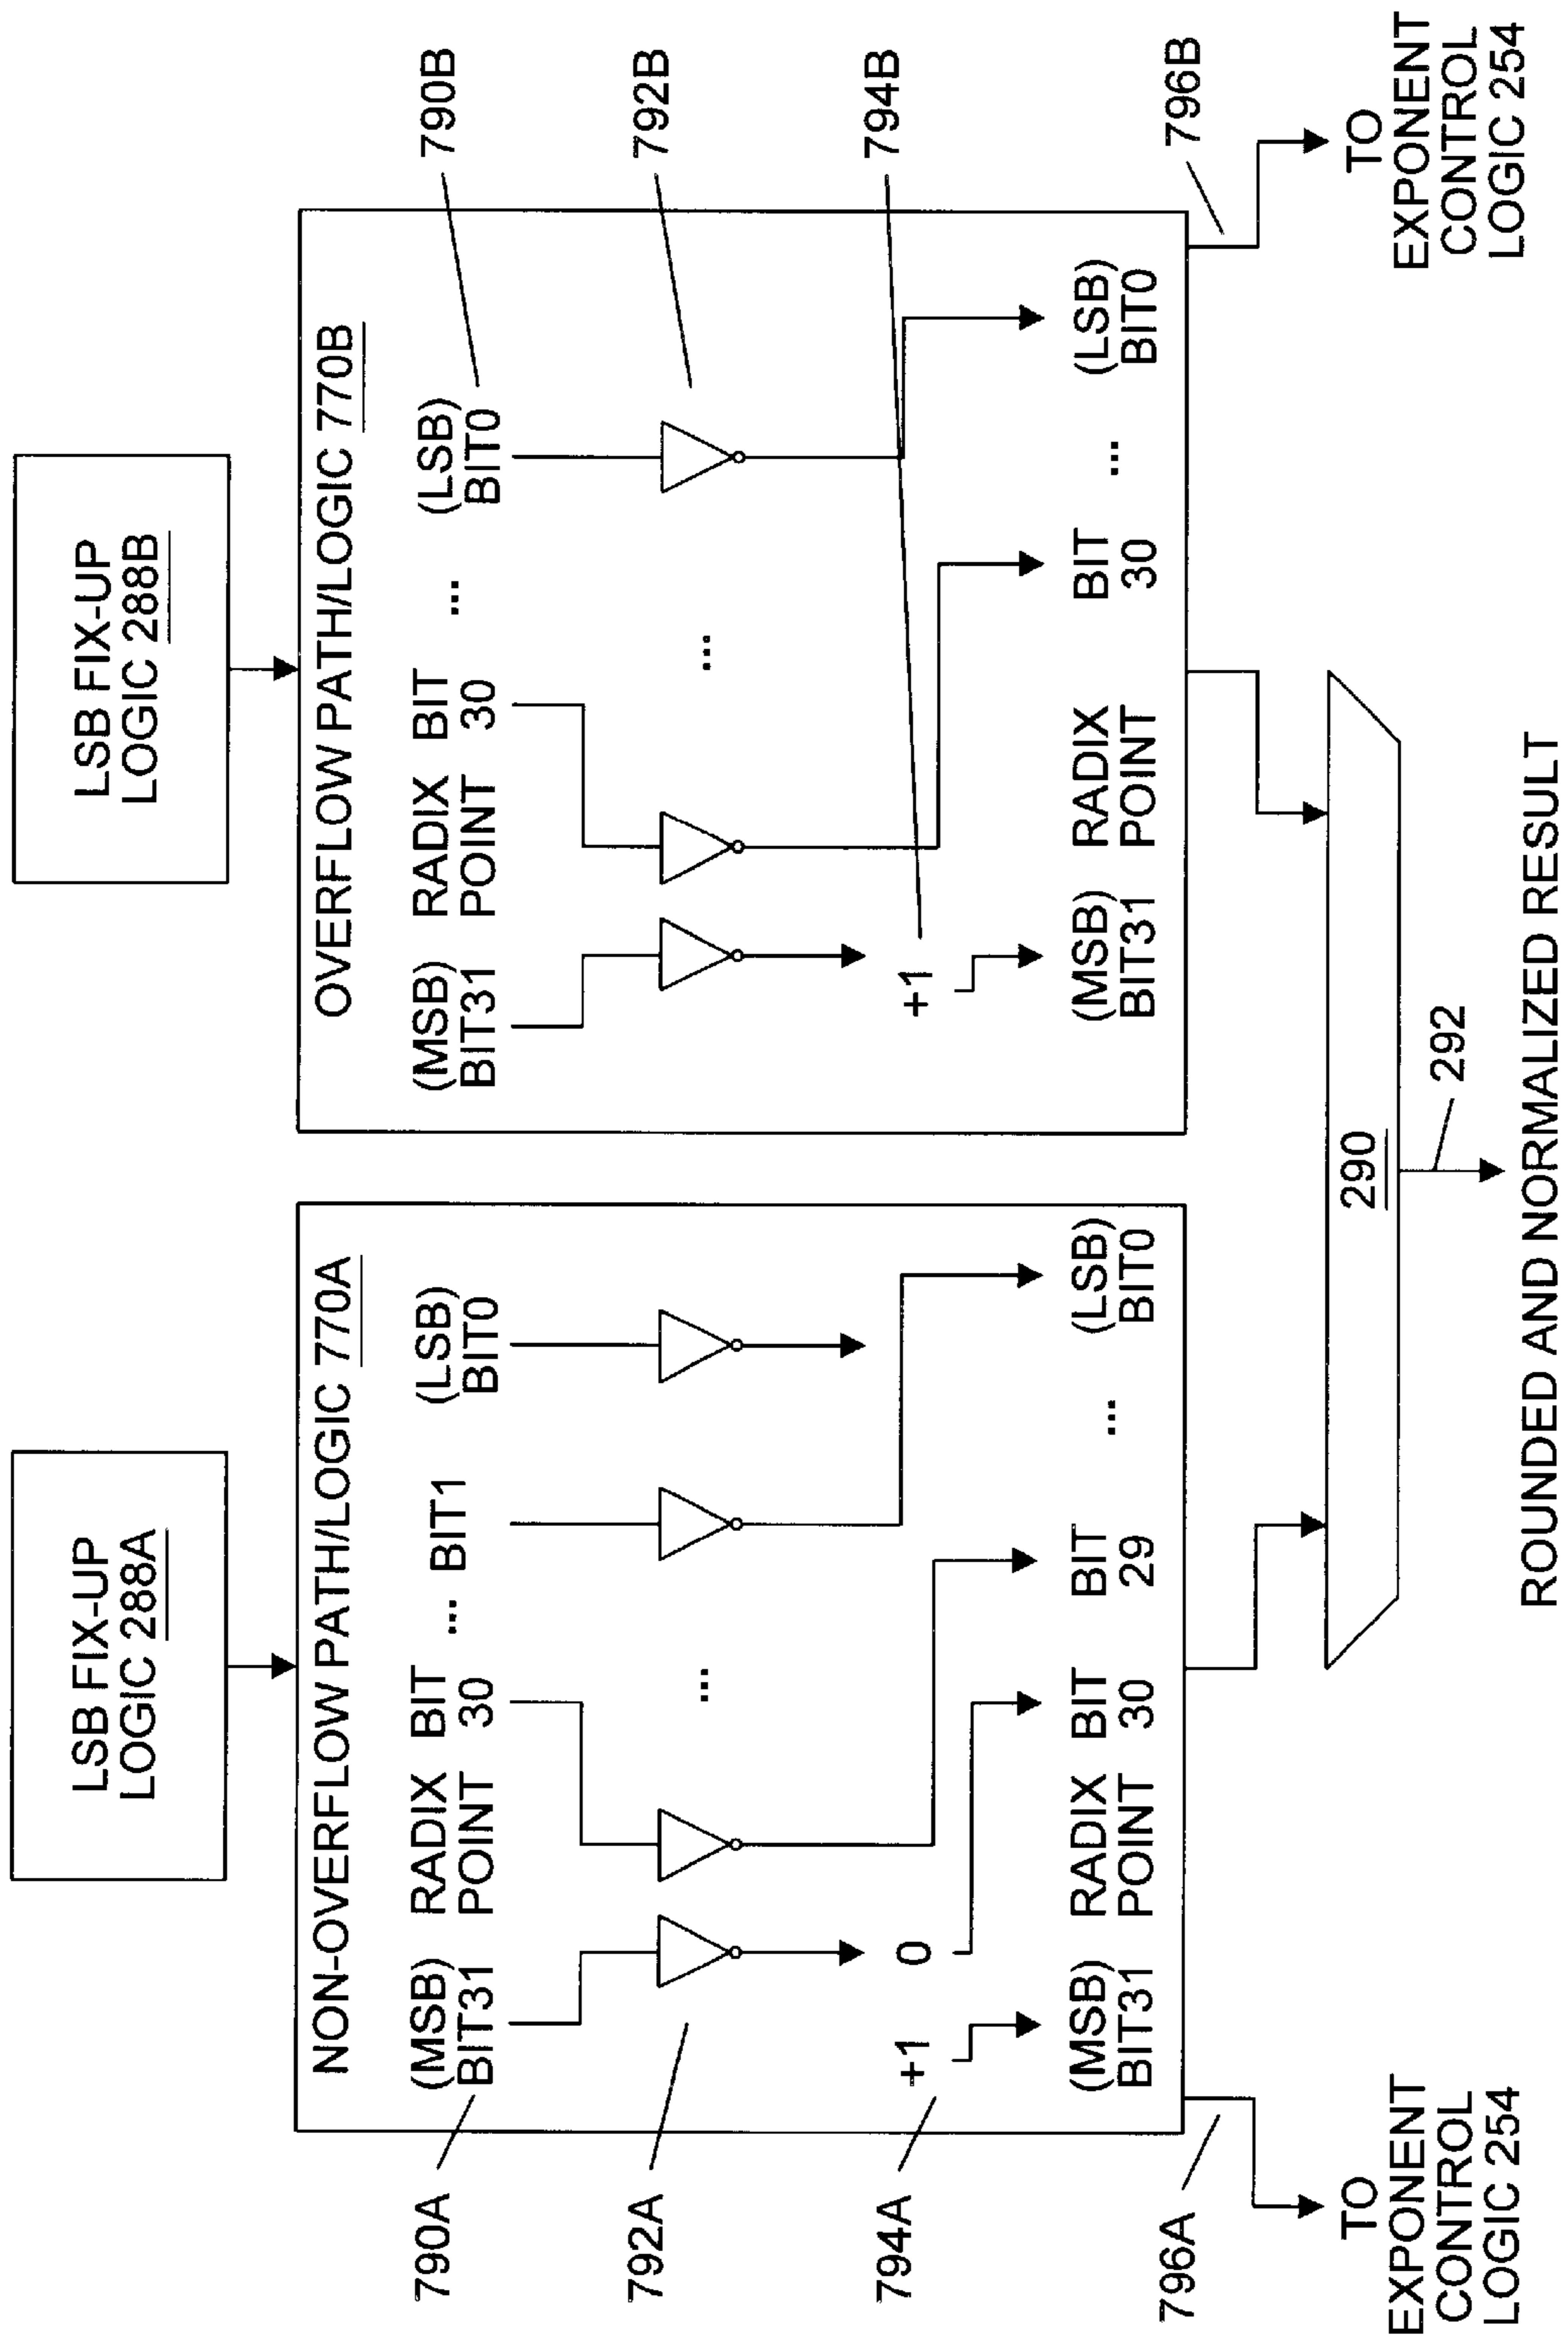 LSB FIX-UP
LOGIC 288A
NON-OVERFLOW PATH/LOGIC 770A
(MSB) RADIX BIT ... BIT1 (LSB)
BIT31 POINT 30 BIT0
...
+1 0
(MSB) RADIX BIT BIT ... (LSB)
BIT31 POINT 30 29 BIT0
790A
792A
794A
796A
TO
EXPONENT
CONTROL
LOGIC 254
LSB FIX-UP
LOGIC 288B
OVERFLOW PATH/LOGIC 770B
(MSB) RADIX BIT ... (LSB)
BIT31 POINT 30 BIT0
...
+1
(MSB) RADIX BIT ... (LSB)
BIT31 POINT 30 BIT0
790B
792B
794B
796B
TO
EXPONENT
CONTROL
LOGIC 254
290
292
ROUNDED AND NORMALIZED RESULT